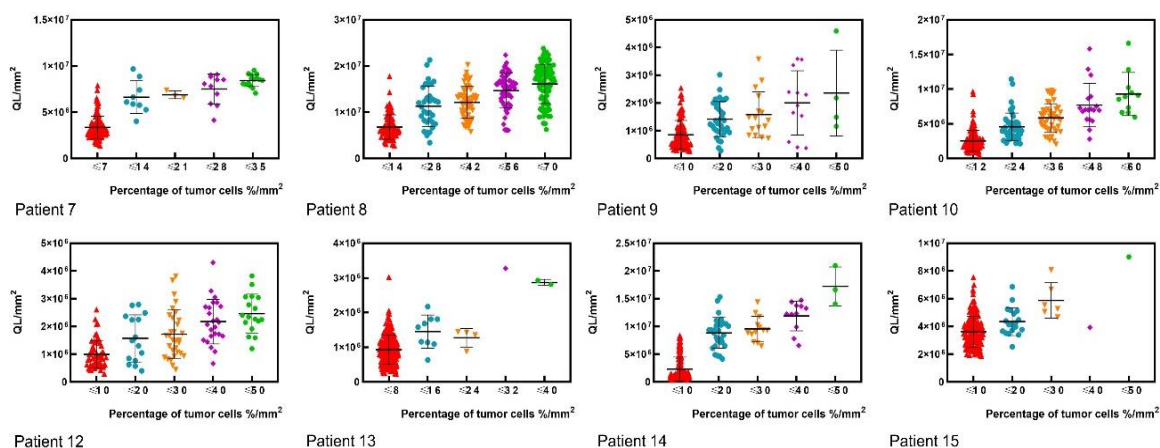 1.5×10⁷
1×10⁷
5×10⁶
0
QL/mm²
≤7 ≤14 ≤21 ≤28 ≤35
Percentage of tumor cells %/mm²
Patient 7
3×10⁷
2×10⁷
1×10⁷
0
QL/mm²
≤14 ≤28 ≤42 ≤56 ≤70
Percentage of tumor cells %/mm²
Patient 8
5×10⁶
4×10⁶
3×10⁶
2×10⁶
1×10⁶
0
QL/mm²
≤10 ≤20 ≤30 ≤40 ≤50
Percentage of tumor cells %/mm²
Patient 9
2×10⁷
1.5×10⁷
1×10⁷
5×10⁶
0
QL/mm²
≤12 ≤24 ≤36 ≤48 ≤60
Percentage of tumor cells %/mm²
Patient 10
5×10⁶
4×10⁶
3×10⁶
2×10⁶
1×10⁶
0
QL/mm²
≤10 ≤20 ≤30 ≤40 ≤50
Percentage of tumor cells %/mm²
Patient 12
4×10⁶
3×10⁶
2×10⁶
1×10⁶
0
QL/mm²
≤8 ≤16 ≤24 ≤32 ≤40
Percentage of tumor cells %/mm²
Patient 13
2.5×10⁷
2×10⁷
1.5×10⁷
1×10⁷
5×10⁶
0
QL/mm²
≤10 ≤20 ≤30 ≤40 ≤50
Percentage of tumor cells %/mm²
Patient 14
1×10⁷
8×10⁶
6×10⁶
4×10⁶
2×10⁶
0
QL/mm²
≤10 ≤20 ≤30 ≤40 ≤50
Percentage of tumor cells %/mm²
Patient 15